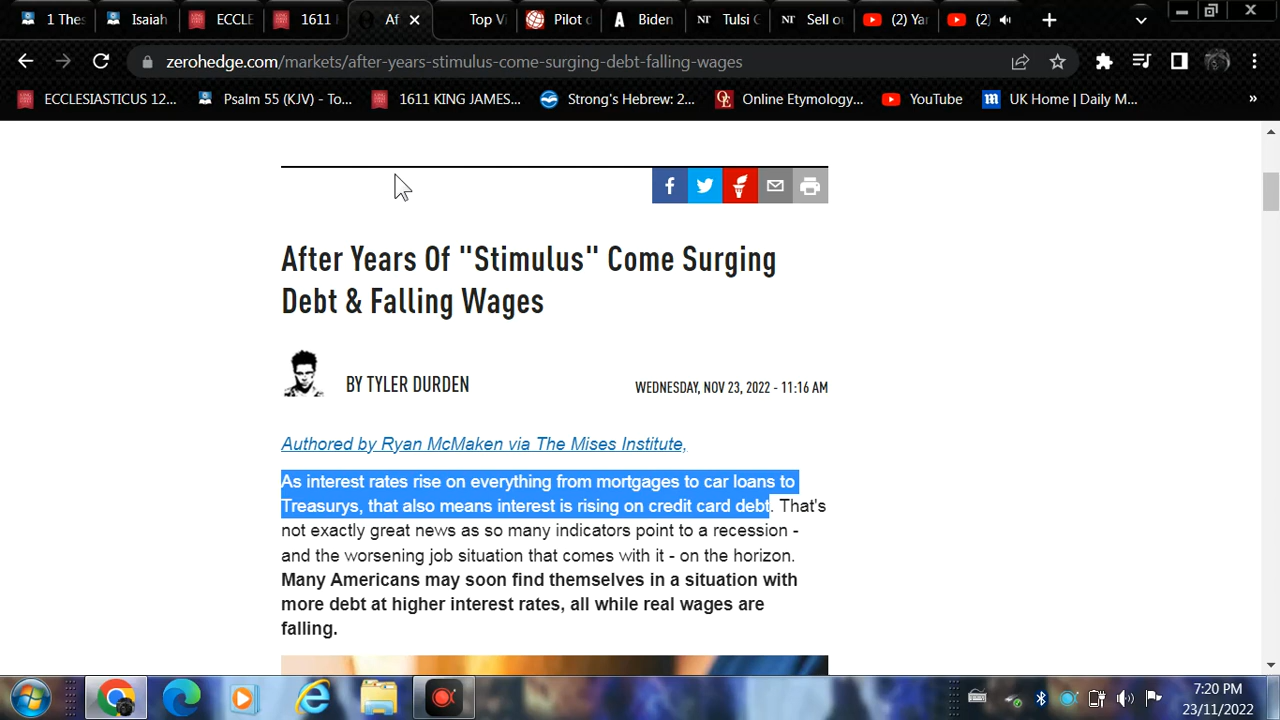 1 Thes
Isaiah
ECCLE
1611
Af
Top Vi
Pilot
Biden
Tulsi
Sell
(2) Yar
(2)
zerohedge.com/markets/after-years-stimulus-come-surging-debt-falling-wages
ECCLESIASTICUS 12...
Psalm 55 (KJV) - To...
1611 KING JAMES...
Strong's Hebrew: 2...
Online Etymology...
YouTube
UK Home | Daily M...
»
After Years Of "Stimulus" Come Surging
Debt & Falling Wages
BY TYLER DURDEN
WEDNESDAY, NOV 23, 2022 - 11:16 AM
Authored by Ryan McMaken via The Mises Institute,
As interest rates rise on everything from mortgages to car loans to
Treasurys, that also means interest is rising on credit card debt. That's
not exactly great news as so many indicators point to a recession -
and the worsening job situation that comes with it - on the horizon.
Many Americans may soon find themselves in a situation with
more debt at higher interest rates, all while real wages are
falling.
7:20 PM
23/11/2022